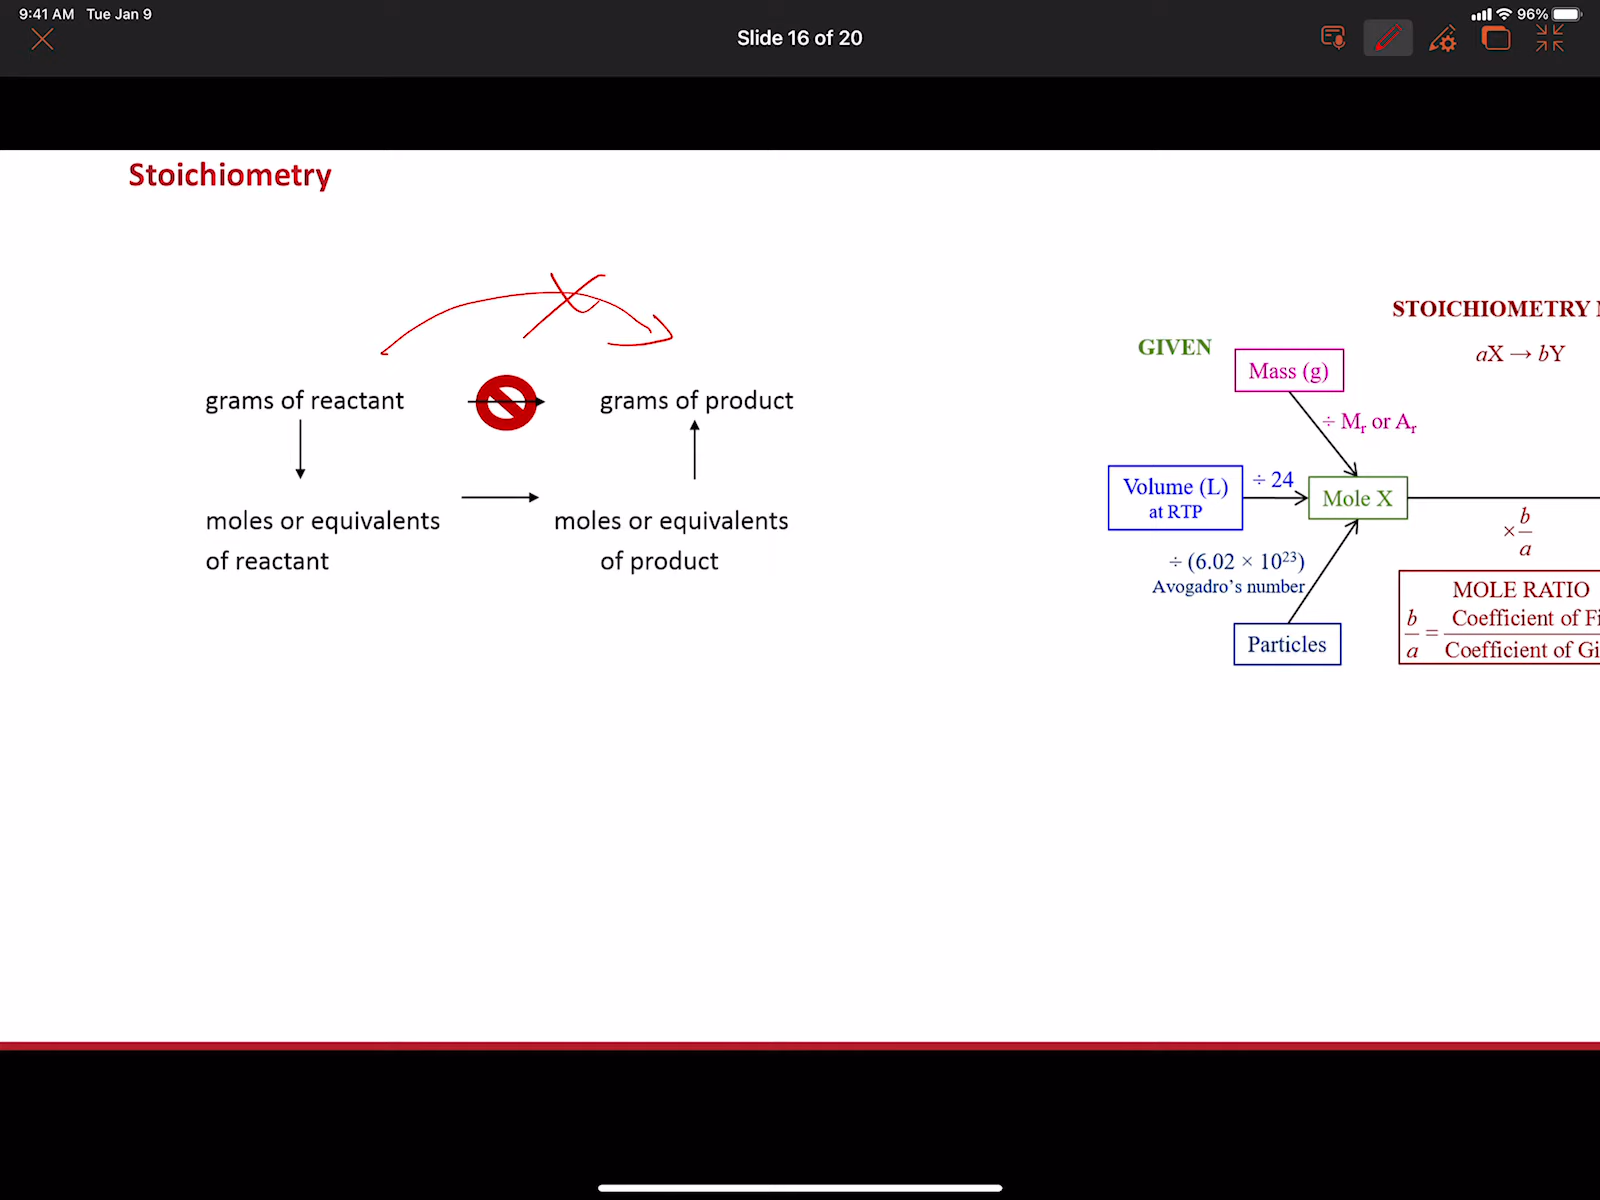 9:41 AM Tue Jan 9
96%
Slide 16 of 20
Stoichiometry
grams of reactant
grams of product
moles or equivalents
of reactant
moles or equivalents
of product
STOICHIOMETRY
aX → bY
GIVEN
Mass (g)
÷ Mr or Ar
Volume (L)
at RTP
÷ 24
Mole X
× b/a
÷ (6.02 × 10²³)
Avogadro's number
Particles
MOLE RATIO
b/a = Coefficient of / Coefficient of